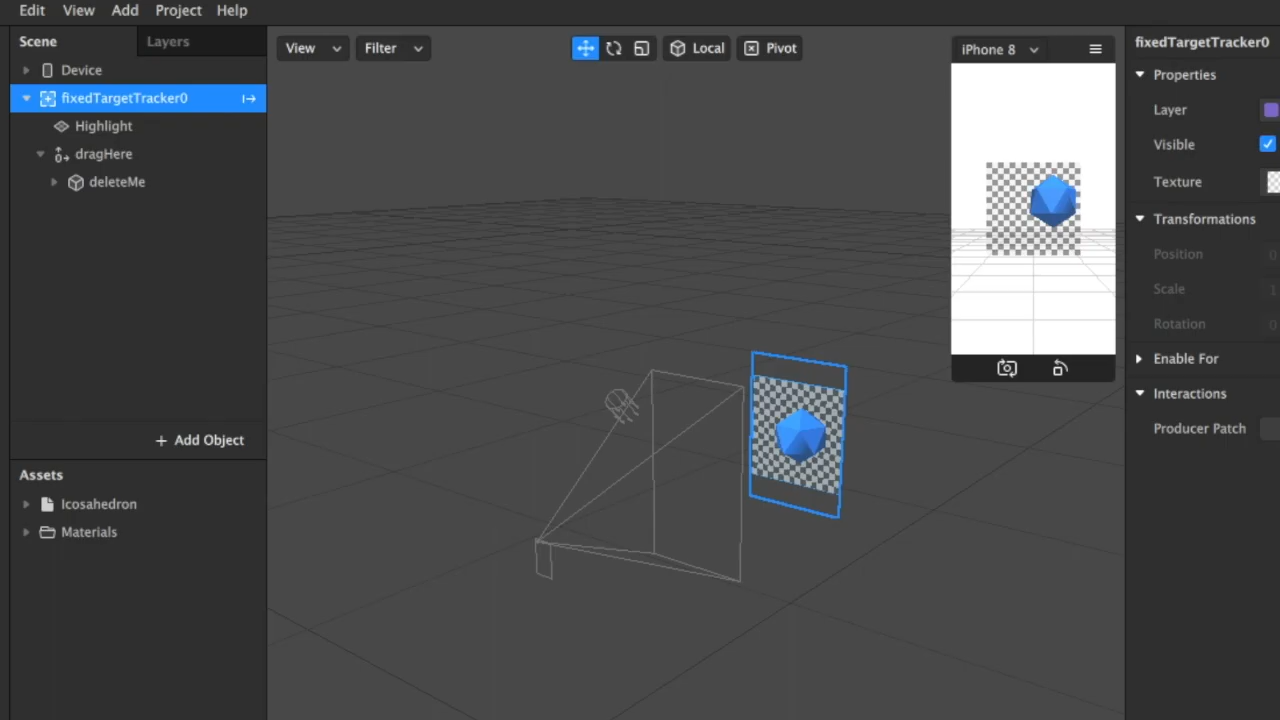 Edit View Add Project Help
Scene Layers
Device
fixedTargetTracker0
Highlight
dragHere
deleteMe
+ Add Object
Assets
Icosahedron
Materials
View Filter Local Pivot
iPhone 8
fixedTargetTracker0
Properties
Layer
Visible
Texture
Transformations
Position
Scale
Rotation
Enable For
Interactions
Producer Patch